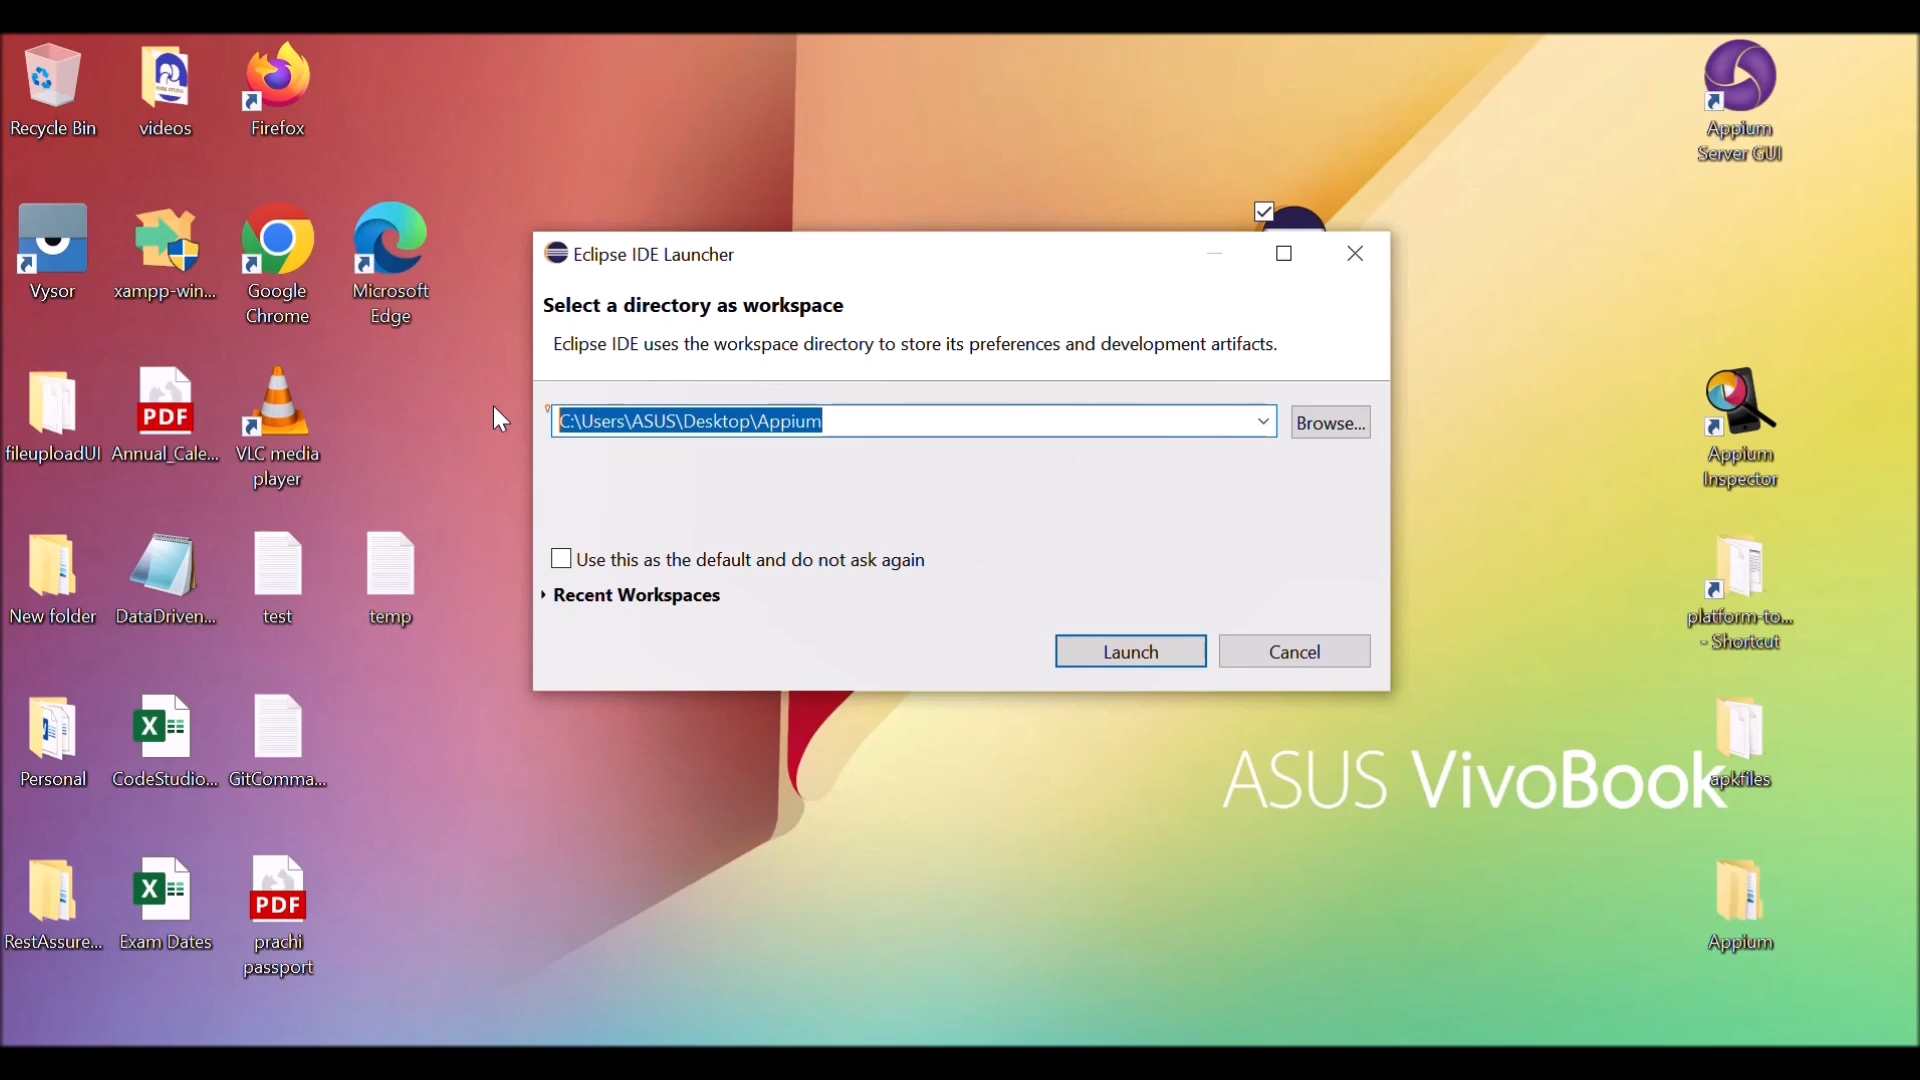 Recycle Bin
videos
Firefox
Appium
Server GUI
Vysor
xampp-win...
Google
Chrome
Microsoft
Edge
Eclipse IDE Launcher
Select a directory as workspace
Eclipse IDE uses the workspace directory to store its preferences and development artifacts.
C:\Users\ASUS\Desktop\Appium
Browse...
Use this as the default and do not ask again
Recent Workspaces
Launch
Cancel
fileuploadUI
PDF
Annual_Cale...
VLC media
player
Appium
Inspector
New folder
DataDriven...
test
temp
platform-to...
- Shortcut
Personal
X
CodeStudio...
GitComma...
ASUS VivoBook
apkfiles
RestAssure...
X
Exam Dates
PDF
prachi
passport
Appium